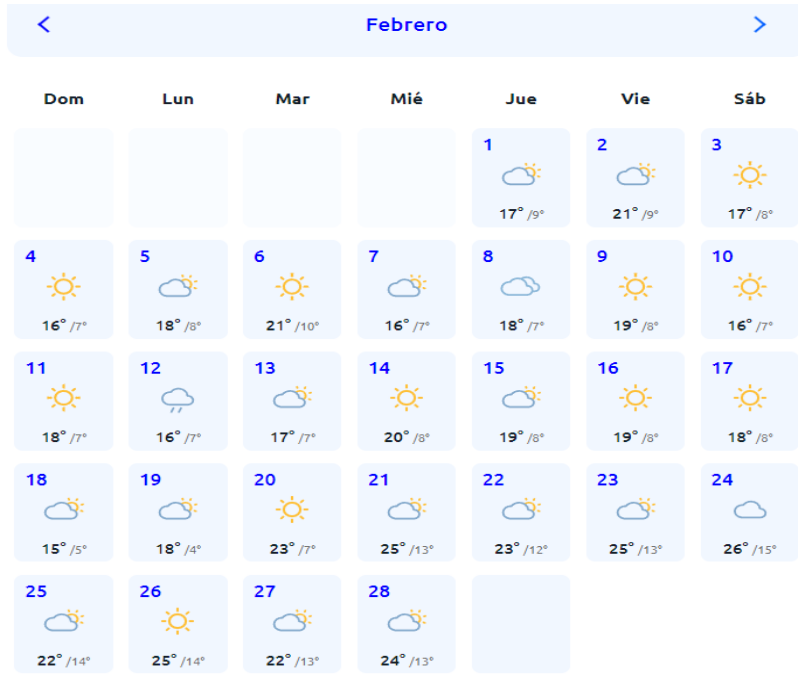 Febrero
Dom Lun Mar Mié Jue Vie Sáb
1 2 3
17° /9° 21° /9° 17° /8°
4 5 6 7 8 9 10
16° /7° 18° /8° 21° /10° 16° /7° 18° /7° 19° /8° 16° /7°
11 12 13 14 15 16 17
18° /7° 16° /7° 17° /7° 20° /8° 19° /8° 19° /8° 18° /8°
18 19 20 21 22 23 24
15° /5° 18° /4° 23° /7° 25° /13° 23° /12° 25° /13° 26° /15°
25 26 27 28
22° /14° 25° /14° 22° /13° 24° /13°